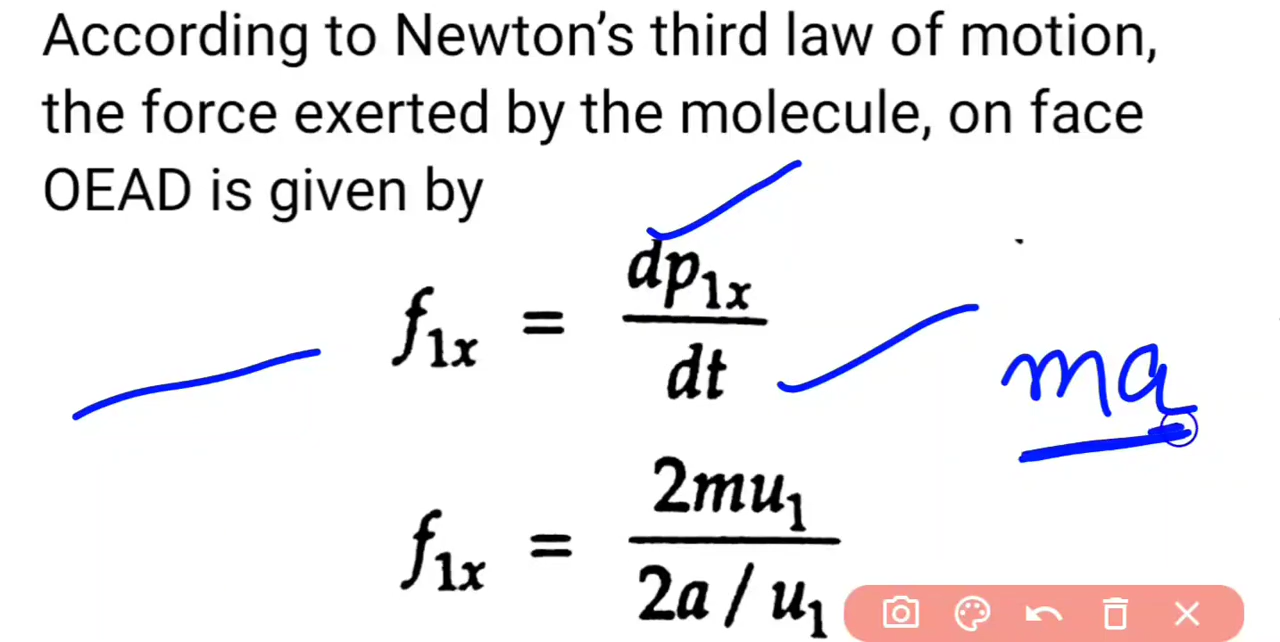 According to Newton’s third law of motion,
the force exerted by the molecule, on face
OEAD is given by
f₁ₓ = dp₁ₓ / dt
ma
f₁ₓ = 2mu₁ / 2a / u₁